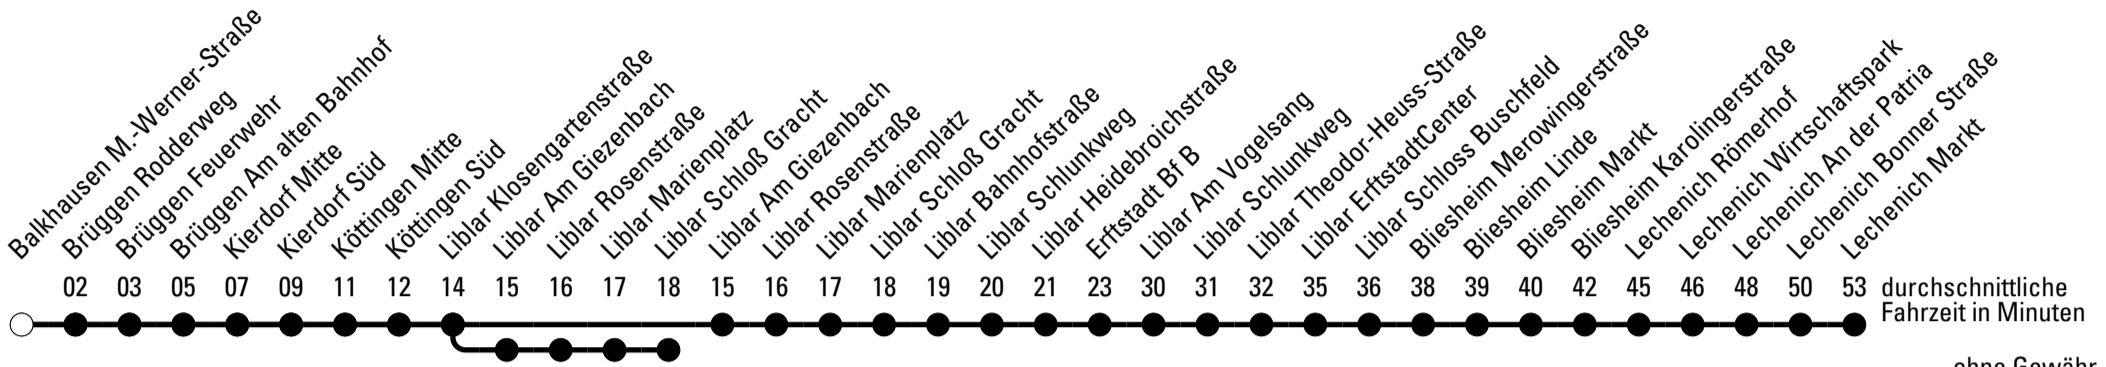 Balkhausen M.-Werner-Straße
Brüggen Rodderweg
Brüggen Feuerwehr
Brüggen Am alten Bahnhof
Kierdorf Mitte
Kierdorf Süd
Köttingen Mitte
Köttingen Süd
Liblar Klosengartenstraße
Liblar Am Giezenbach
Liblar Rosenstraße
Liblar Marienplatz
Liblar Schloß Gracht
Liblar Am Giezenbach
Liblar Rosenstraße
Liblar Marienplatz
Liblar Schloß Gracht
Liblar Bahnhofstraße
Liblar Schlunkweg
Liblar Heidebroichstraße
Erftstadt Bf B
Liblar Am Vogelsang
Liblar Schlunkweg
Liblar Theodor-Heuss-Straße
Liblar ErftstadtCenter
Liblar Schloss Buschfeld
Bliesheim Merowingerstraße
Bliesheim Linde
Bliesheim Markt
Bliesheim Karolingerstraße
Lechenich Römerhof
Lechenich Wirtschaftspark
Lechenich An der Patria
Lechenich Bonner Straße
Lechenich Markt
02 03 05 07 09 11 12 14 15 16 17 18 15 16 17 18 19 20 21 23 30 31 32 35 36 38 39 40 42 45 46 48 50 53 durchschnittliche
Fahrzeit in Minuten
ohne Gewähr